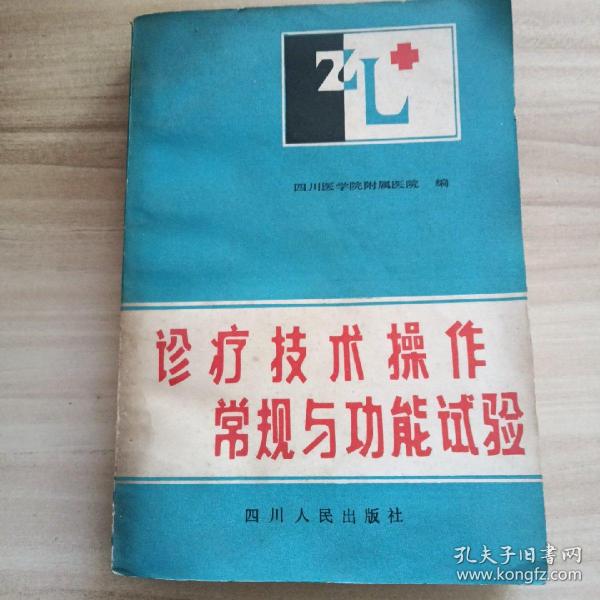 ZL
四川医学院附属医院 编
诊疗技术操作
常规与功能试验
四川人民出版社
孔夫子旧书网
www.kongfz.com